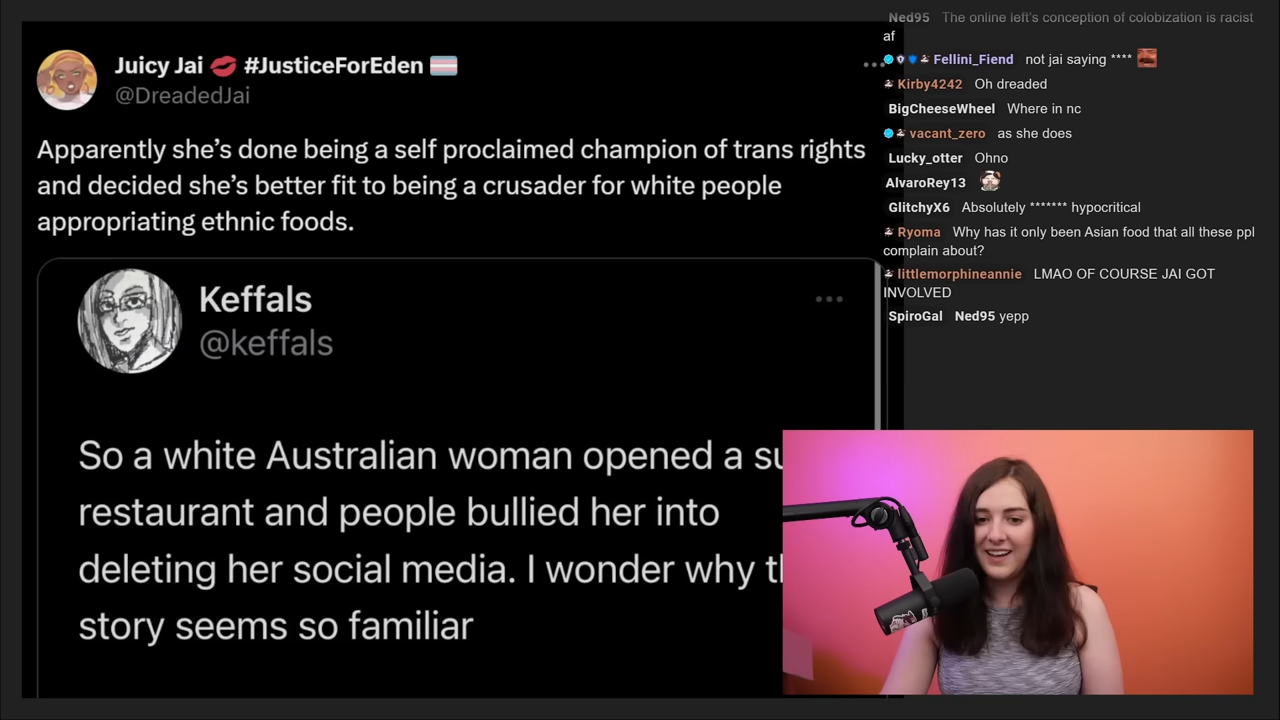 Juicy Jai 💋 #JusticeForEden 🏳️‍⚧️
@DreadedJai
Apparently she's done being a self proclaimed champion of trans rights
and decided she's better fit to being a crusader for white people
appropriating ethnic foods.
Keffals
@keffals
So a white Australian woman opened a su
restaurant and people bullied her into
deleting her social media. I wonder why t
story seems so familiar
Ned95 The online left's conception of colobization is racist
af
Fellini_Fiend not jai saying ****
Kirby4242 Oh dreaded
BigCheeseWheel Where in nc
vacant_zero as she does
Lucky_otter Ohno
AlvaroRey13
GlitchyX6 Absolutely ******* hypocritical
Ryoma Why has it only been Asian food that all these ppl
complain about?
littlemorphineannie LMAO OF COURSE JAI GOT
INVOLVED
SpiroGal Ned95 yepp